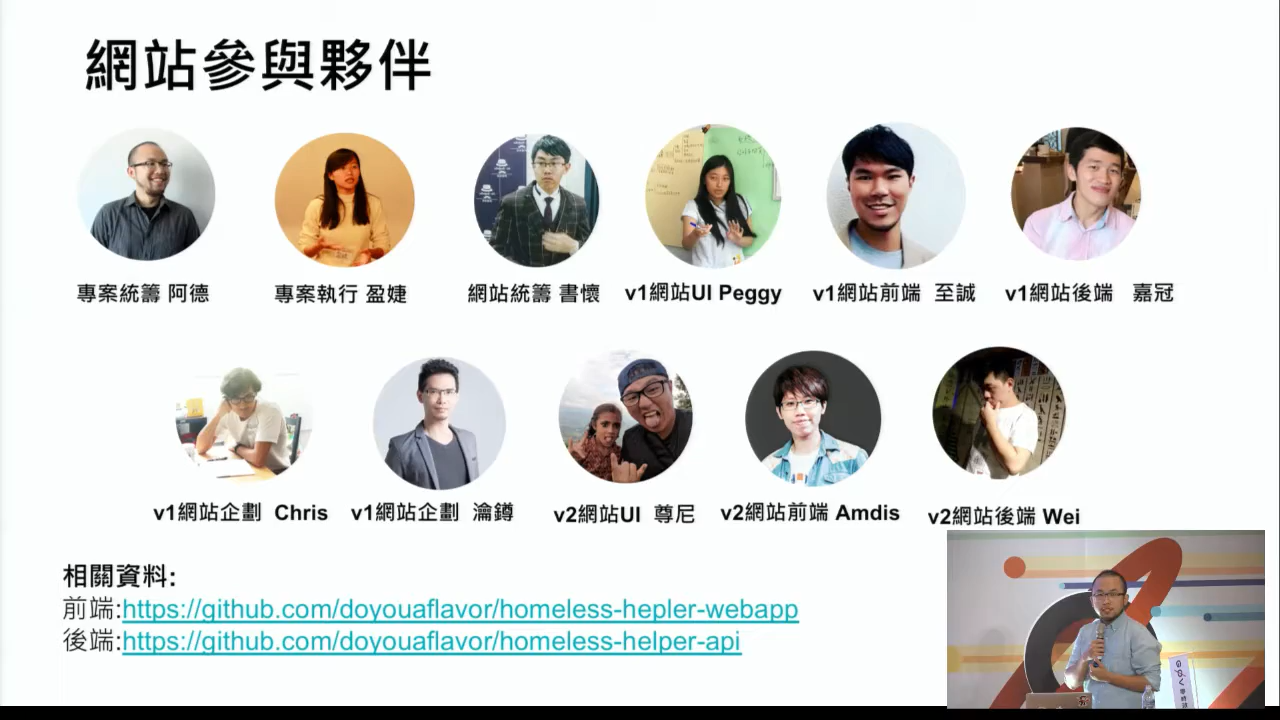 網站參與夥伴
專案統籌 阿德
專案執行 盈婕
網站統籌 書懷
v1網站UI Peggy
v1網站前端 至誠
v1網站後端 嘉冠
v1網站企劃 Chris
v1網站企劃 瀹鐏
v2網站UI 尊尼
v2網站前端 Amdis
v2網站後端 Wei
相關資料:
前端:https://github.com/doyouaflavor/homeless-hepler-webapp
後端:https://github.com/doyouaflavor/homeless-helper-api